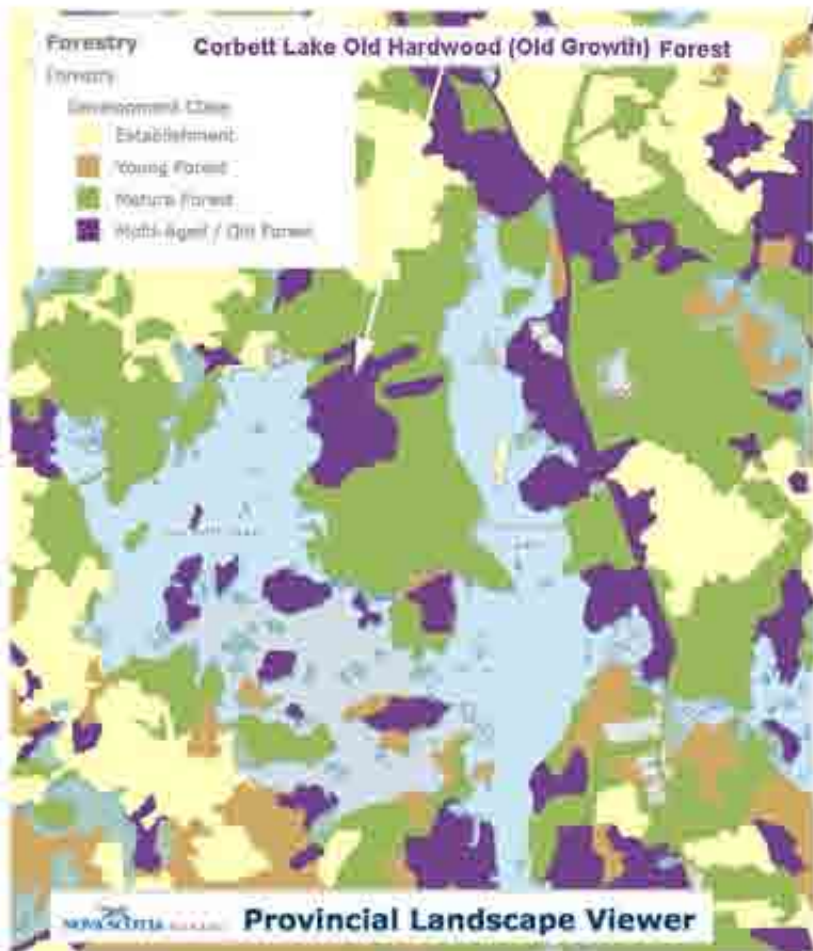 Forestry
Corbett Lake Old Hardwood (Old Growth) Forest
Forestry
Development Class
Establishment
Young Forest
Mature Forest
Multi-Aged / Old Forest
NOVA SCOTIA
Provincial Landscape Viewer